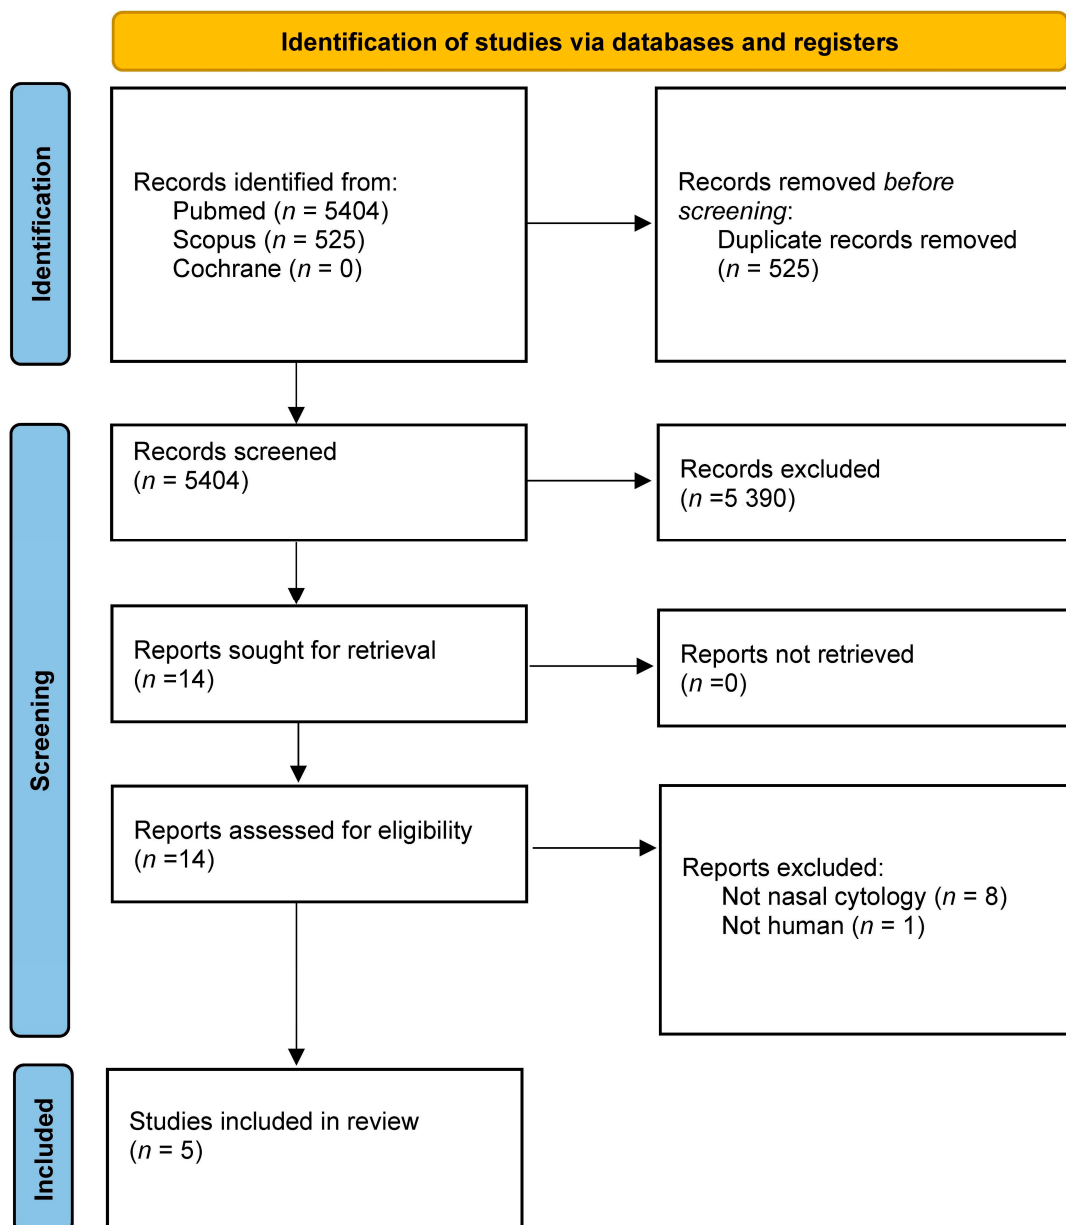 Identification of studies via databases and registers
Identification
Records identified from:
Pubmed (n = 5404)
Scopus (n = 525)
Cochrane (n = 0)
Records removed before
screening:
Duplicate records removed
(n = 525)
Screening
Records screened
(n = 5404)
Records excluded
(n =5 390)
Reports sought for retrieval
(n =14)
Reports not retrieved
(n =0)
Reports assessed for eligibility
(n =14)
Reports excluded:
Not nasal cytology (n = 8)
Not human (n = 1)
Included
Studies included in review
(n = 5)